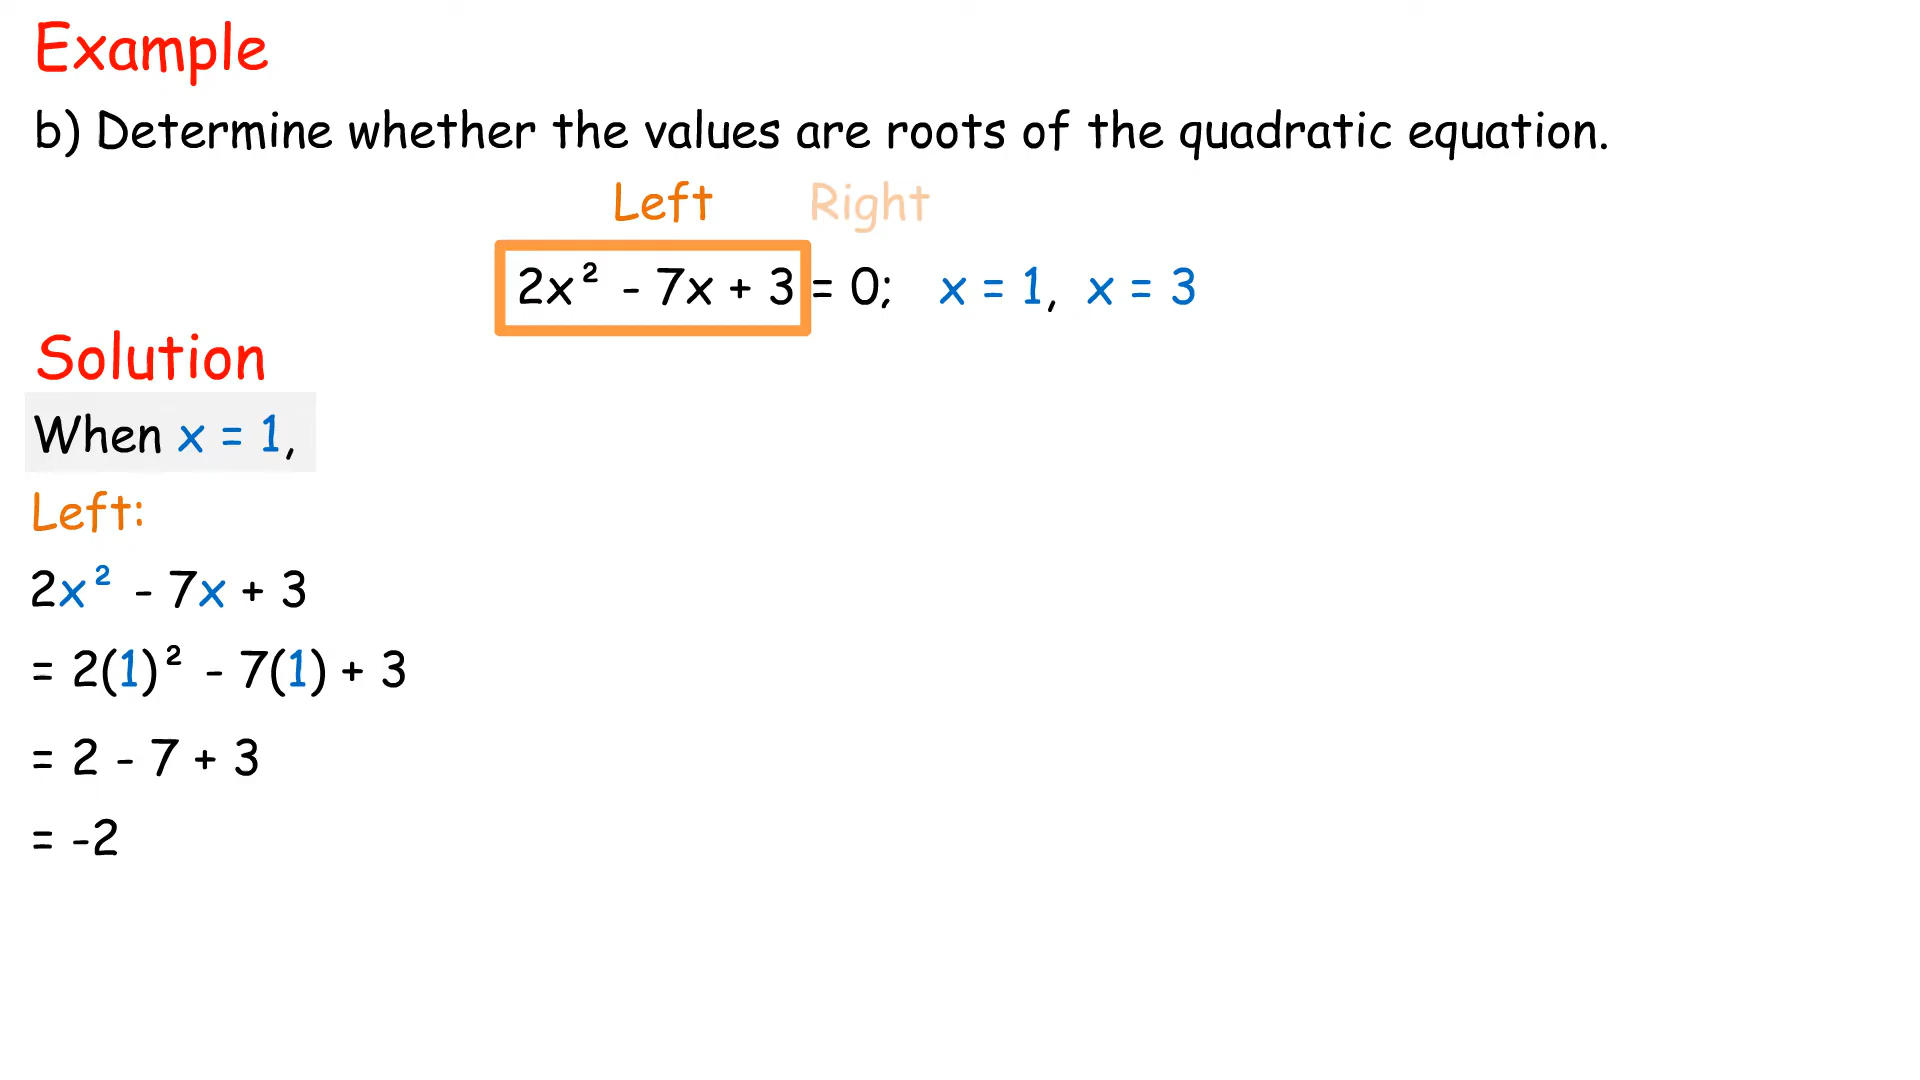 Example
b) Determine whether the values are roots of the quadratic equation.
Left Right
2x² - 7x + 3 = 0; x = 1, x = 3
Solution
When x = 1,
Left:
2x² - 7x + 3
= 2(1)² - 7(1) + 3
= 2 - 7 + 3
= -2